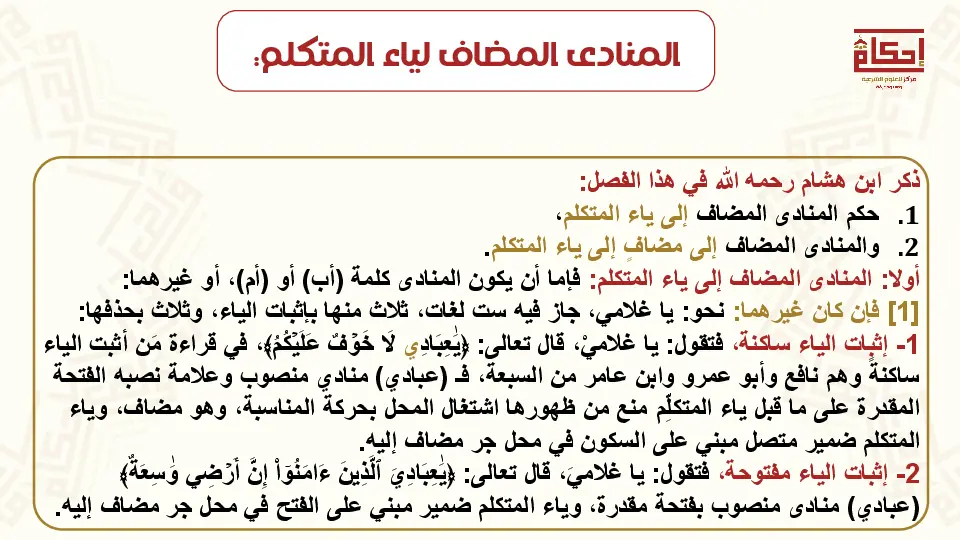 المنادى المضاف لياء المتكلم:
إحكام
مركز للعلوم الشرعية
ذكر ابن هشام رحمه الله في هذا الفصل:
1. حكم المنادى المضاف إلى ياء المتكلم،
2. والمنادى المضاف إلى مضافٍ إلى ياء المتكلم.
أولا: المنادى المضاف إلى ياء المتكلم: فإما أن يكون المنادى كلمة (أب) أو (أم)، أو غيرهما:
[1] فإن كان غيرهما: نحو: يا غلامي، جاز فيه ست لغات، ثلاث منها بإثبات الياء، وثلاث بحذفها:
1- إثبات الياء ساكنة، فتقول: يا غلاميْ، قال تعالى: ﴿يَٰعِبَادِي لَا خَوۡفٌ عَلَيۡكُمُ﴾، في قراءة مَن أثبت الياء
ساكنةً وهم نافع وأبو عمرو وابن عامر من السبعة، فـ (عبادي) منادي منصوب وعلامة نصبه الفتحة
المقدرة على ما قبل ياء المتكلِّم منع من ظهورها اشتغال المحل بحركة المناسبة، وهو مضاف، وياء
المتكلم ضمير متصل مبني على السكون في محل جر مضاف إليه.
2- إثبات الياء مفتوحة، فتقول: يا غلاميَ، قال تعالى: ﴿يَٰعِبَادِيَ ٱلَّذِينَ ءَامَنُوٓاْ إِنَّ أَرۡضِي وَٰسِعَةٞ﴾
(عبادي) منادى منصوب بفتحة مقدرة، وياء المتكلم ضمير مبني على الفتح في محل جر مضاف إليه.